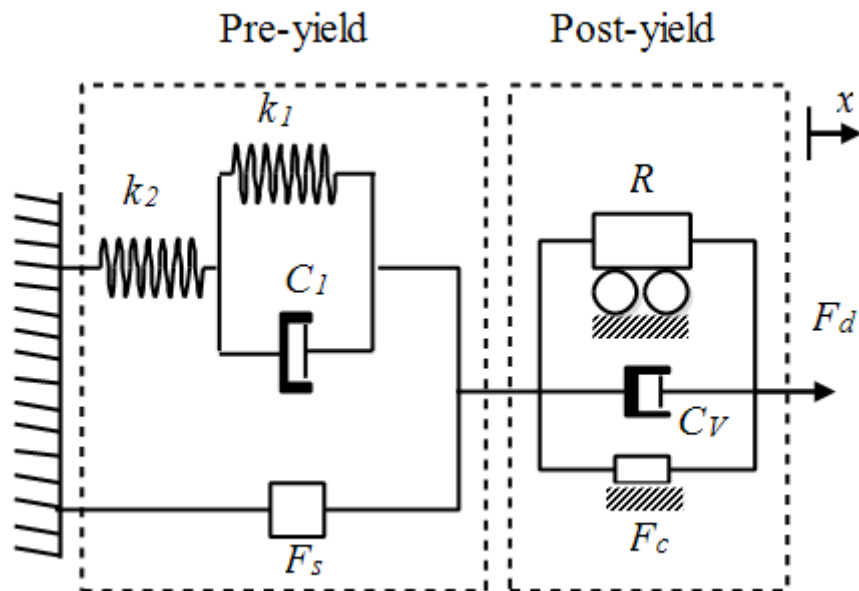 Pre-yield
Post-yield
k1
x
k2
R
C1
Fd
CV
Fs
Fc